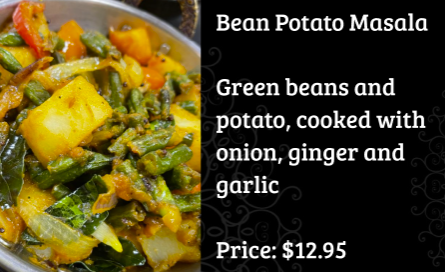 Bean Potato Masala
Green beans and
potato, cooked with
onion, ginger and
garlic
Price: $12.95